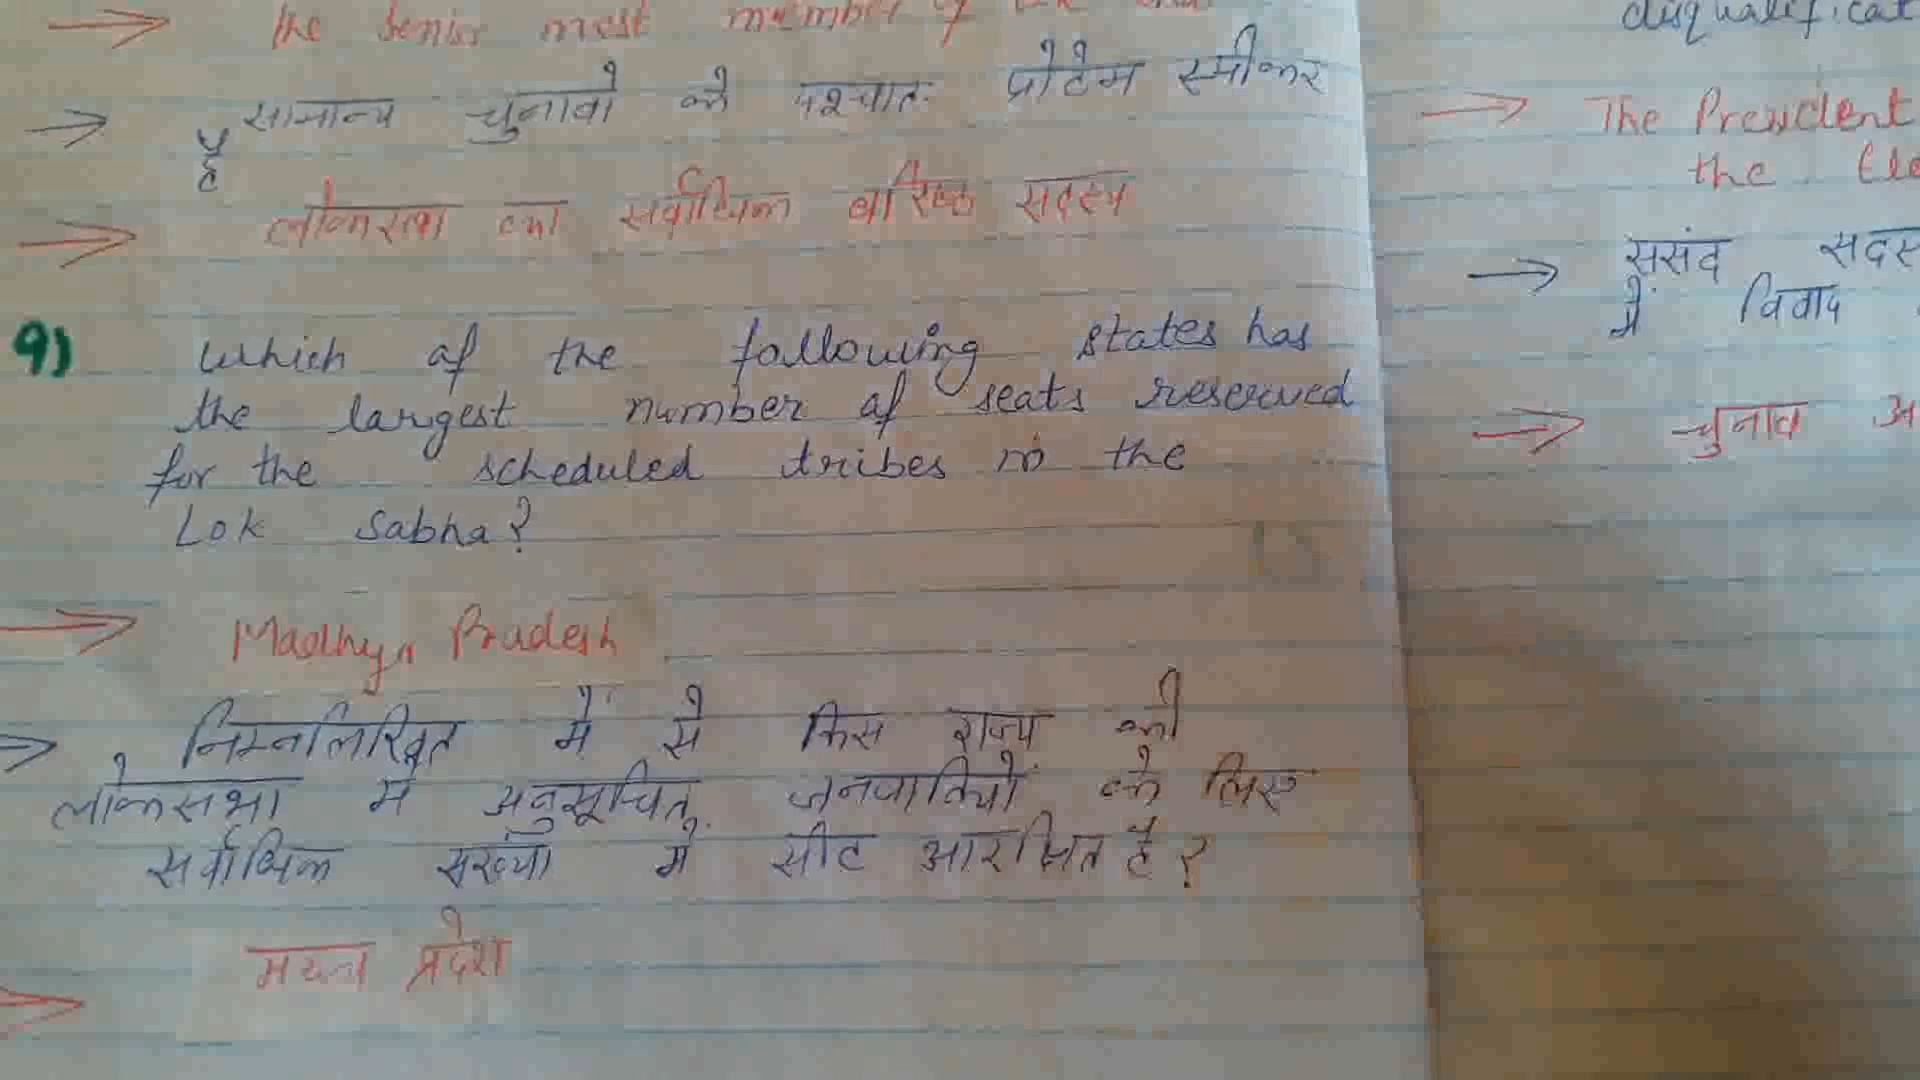 the senior most member of
सामान्य चुनावो के पश्चात प्रोटेम स्पीकर
है
लोकसभा का सर्वाधिक वरिष्ठ सदस्य
9) Which of the following states has
the largest number of seats reserved
for the scheduled tribes in the
Lok Sabha?
Madhya Pradesh
निम्नलिखित में से किस राज्य की
लोकसभा मे अनुसूचित जनजातियों के लिए
सर्वाधिक संख्या मे सीट आरक्षित है ?
मध्य प्रदेश
The President
the
संसद
में विवाद
चुनाव